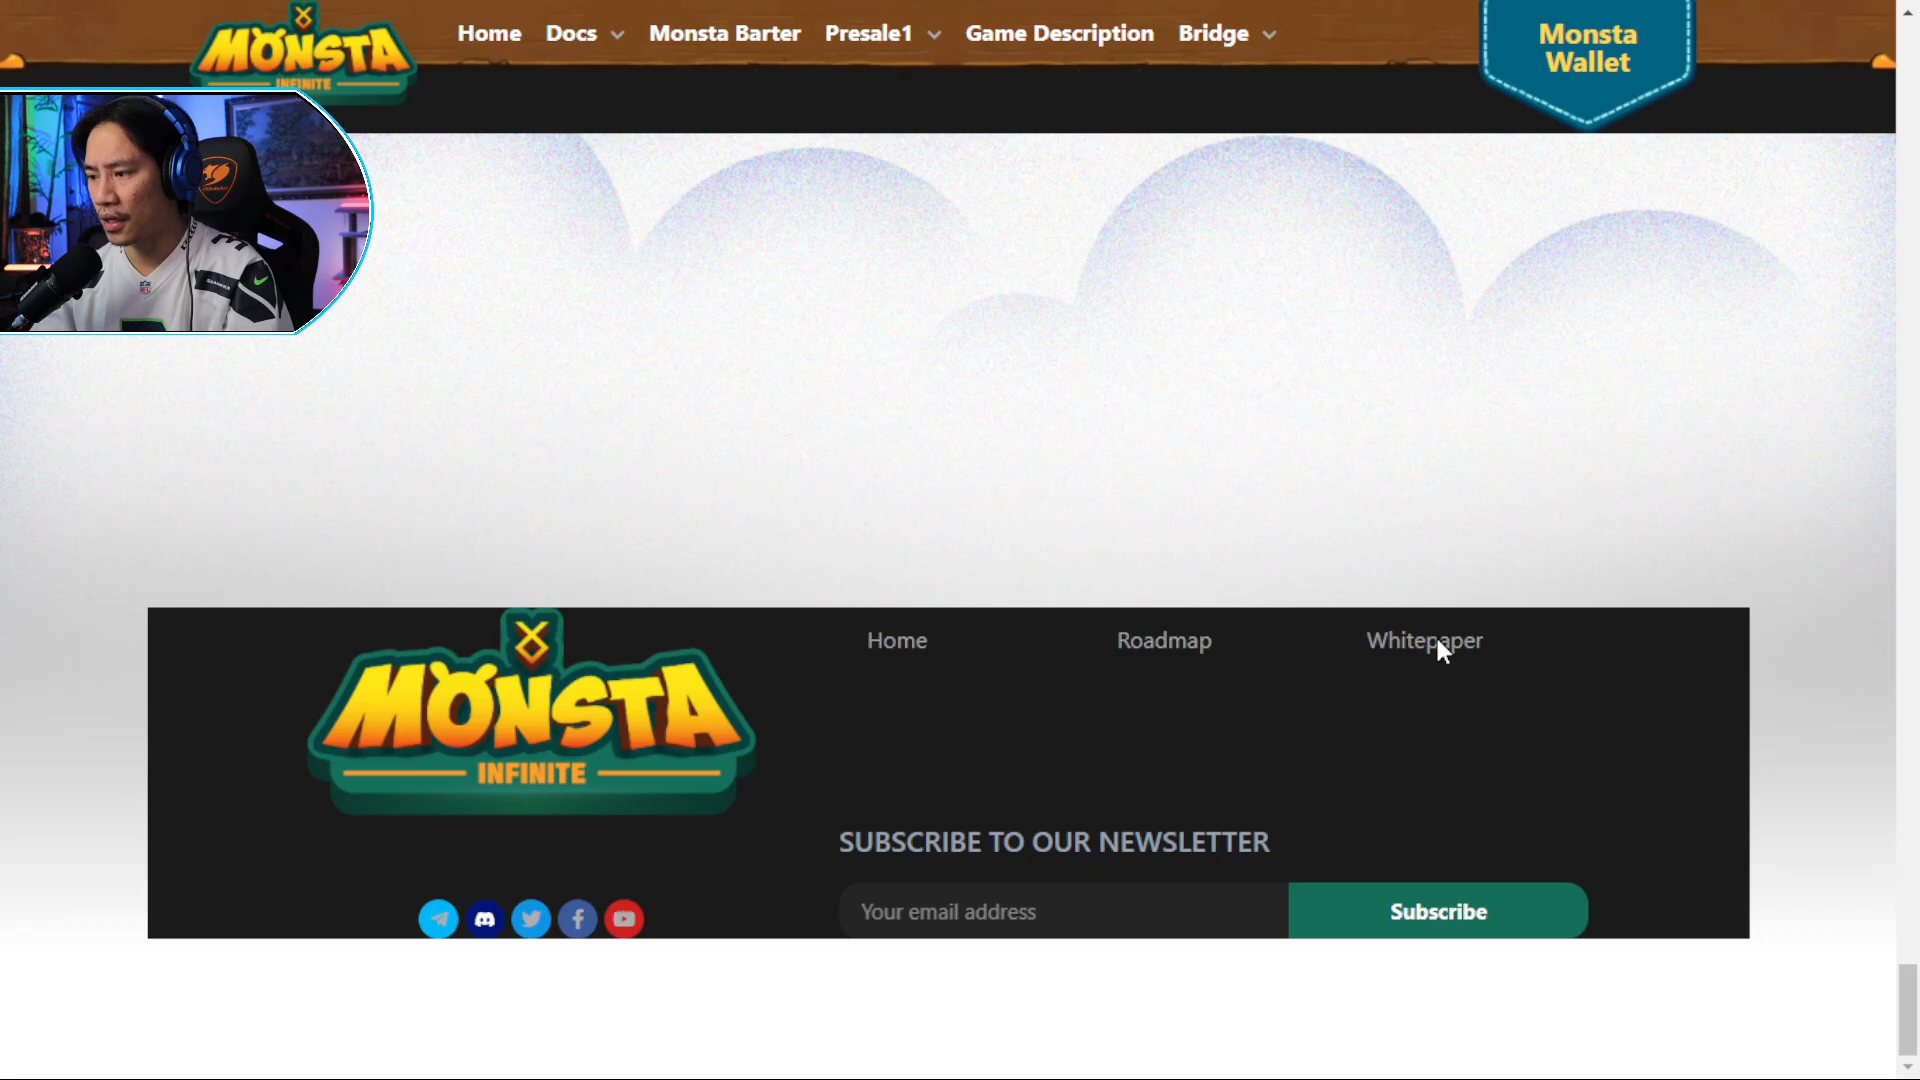 Home Docs Monsta Barter Presale1 Game Description Bridge
Monsta
Wallet
MONSTA
INFINITE
Home Roadmap Whitepaper
MONSTA
INFINITE
SUBSCRIBE TO OUR NEWSLETTER
Your email address
Subscribe